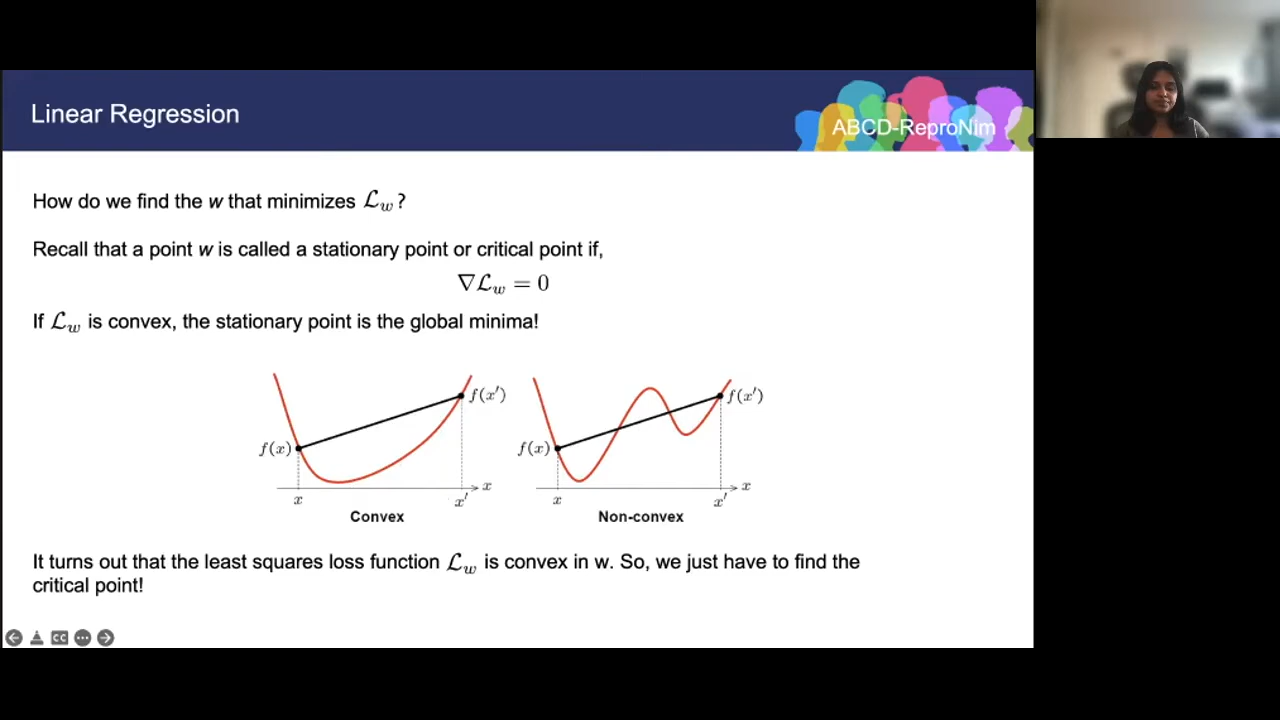 Linear Regression
ABCD-ReproNim
How do we find the w that minimizes ℒ_w ?
Recall that a point w is called a stationary point or critical point if,
∇ℒ_w = 0
If ℒ_w is convex, the stationary point is the global minima!
f(x′)
f(x)
x
x
x′
Convex
f(x′)
f(x)
x
x
x′
Non-convex
It turns out that the least squares loss function ℒ_w is convex in w. So, we just have to find the
critical point!
CC